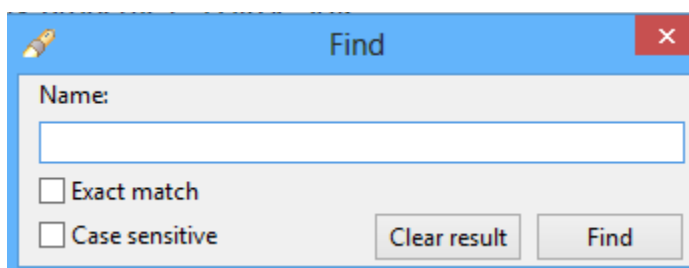 Find
Name:
Exact match
Case sensitive
Clear result
Find